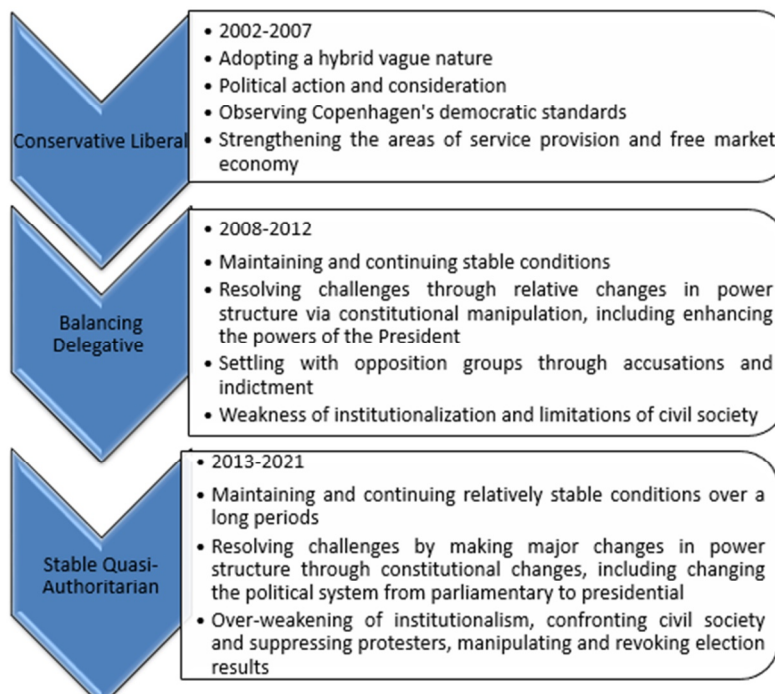 Conservative Liberal
• 2002-2007
• Adopting a hybrid vague nature
• Political action and consideration
• Observing Copenhagen's democratic standards
• Strengthening the areas of service provision and free market
economy
Balancing
Delegative
• 2008-2012
• Maintaining and continuing stable conditions
• Resolving challenges through relative changes in power
structure via constitutional manipulation, including enhancing
the powers of the President
• Settling with opposition groups through accusations and
indictment
• Weakness of institutionalization and limitations of civil society
Stable Quasi-
Authoritarian
• 2013-2021
• Maintaining and continuing relatively stable conditions over a
long periods
• Resolving challenges by making major changes in power
structure through constitutional changes, including changing
the political system from parliamentary to presidential
• Over-weakening of institutionalism, confronting civil society
and suppressing protesters, manipulating and revoking election
results